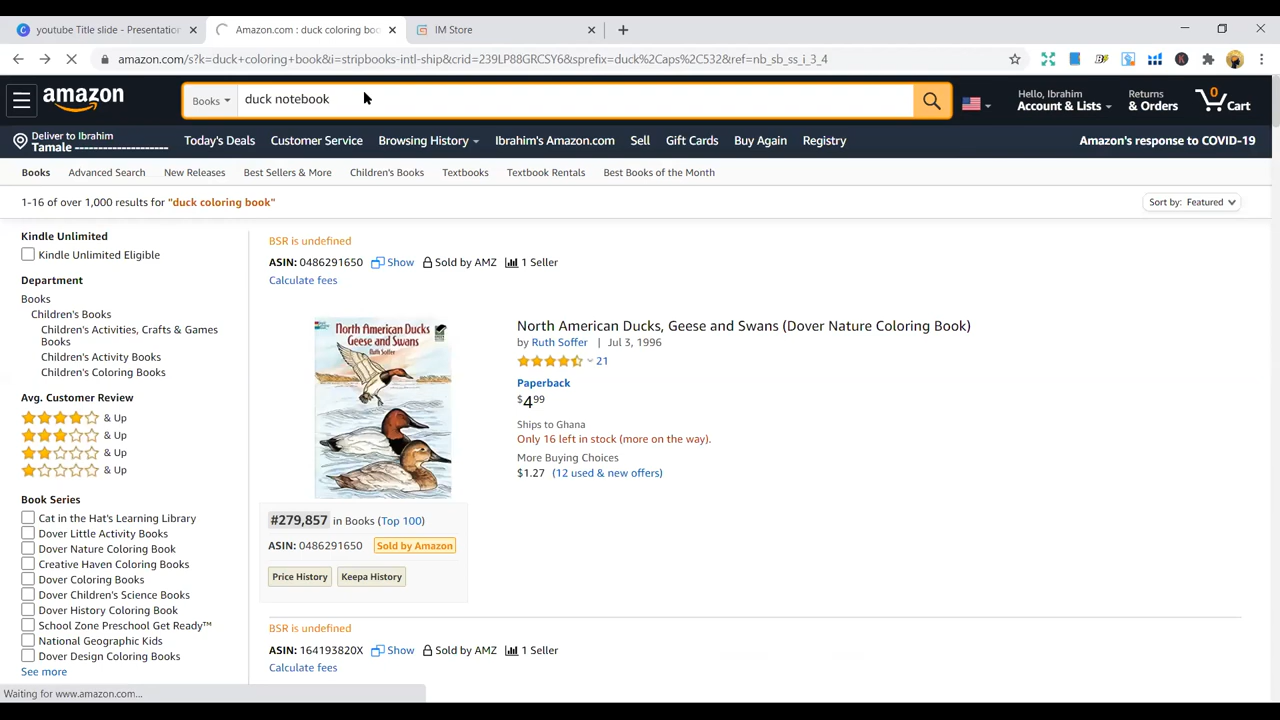 youtube Title slide - Presentation
Amazon.com : duck coloring boo
IM Store
amazon.com/s?k=duck+coloring+book&i=stripbooks-intl-ship&crid=239LP88GRCSY6&sprefix=duck%2Caps%2C532&ref=nb_sb_ss_i_3_4
amazon
Books
duck notebook
Hello, Ibrahim
Account & Lists
Returns
& Orders
0
Cart
Deliver to Ibrahim
Tamale --------------------
Today's Deals
Customer Service
Browsing History
Ibrahim's Amazon.com
Sell
Gift Cards
Buy Again
Registry
Amazon's response to COVID-19
Books
Advanced Search
New Releases
Best Sellers & More
Children's Books
Textbooks
Textbook Rentals
Best Books of the Month
1-16 of over 1,000 results for "duck coloring book"
Sort by: Featured
Kindle Unlimited
Kindle Unlimited Eligible
Department
Books
Children's Books
Children's Activities, Crafts & Games
Books
Children's Activity Books
Children's Coloring Books
Avg. Customer Review
& Up
& Up
& Up
& Up
Book Series
Cat in the Hat's Learning Library
Dover Little Activity Books
Dover Nature Coloring Book
Creative Haven Coloring Books
Dover Coloring Books
Dover Children's Science Books
Dover History Coloring Book
School Zone Preschool Get Ready™
National Geographic Kids
Dover Design Coloring Books
See more
BSR is undefined
ASIN: 0486291650 Show Sold by AMZ 1 Seller
Calculate fees
North American Ducks
Geese and Swans
Ruth Soffer
North American Ducks, Geese and Swans (Dover Nature Coloring Book)
by Ruth Soffer | Jul 3, 1996
21
Paperback
$4 99
Ships to Ghana
Only 16 left in stock (more on the way).
More Buying Choices
$1.27 (12 used & new offers)
#279,857 in Books (Top 100)
ASIN: 0486291650 Sold by Amazon
Price History
Keepa History
BSR is undefined
ASIN: 164193820X Show Sold by AMZ 1 Seller
Calculate fees
Waiting for www.amazon.com...